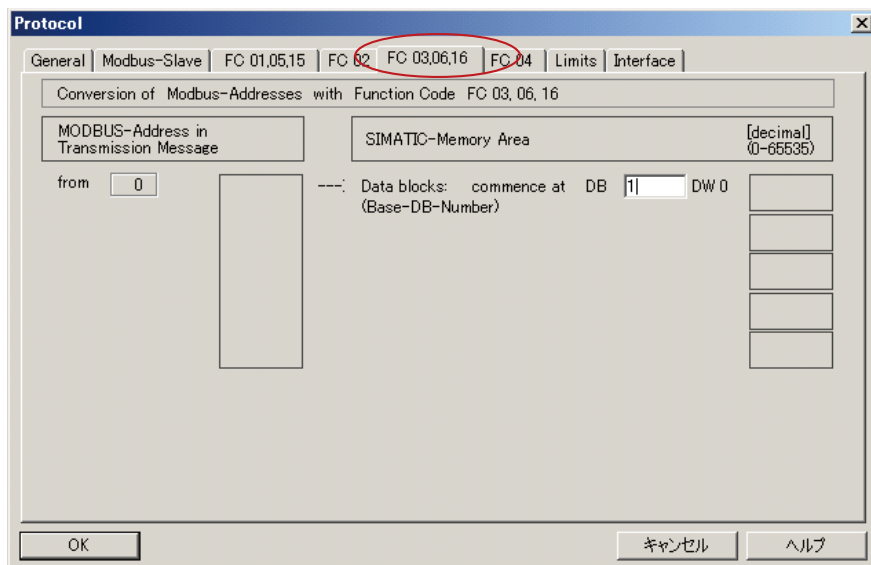 Protocol
General Modbus-Slave FC 01,05,15 FC 02 FC 03,06,16 FC 04 Limits Interface
Conversion of Modbus-Addresses with Function Code FC 03, 06, 16
MODBUS-Address in
Transmission Message
SIMATIC-Memory Area
[decimal]
(0-65535)
from 0 ---: Data blocks: commence at DB 1 DW 0
(Base-DB-Number)
OK キャンセル ヘルプ